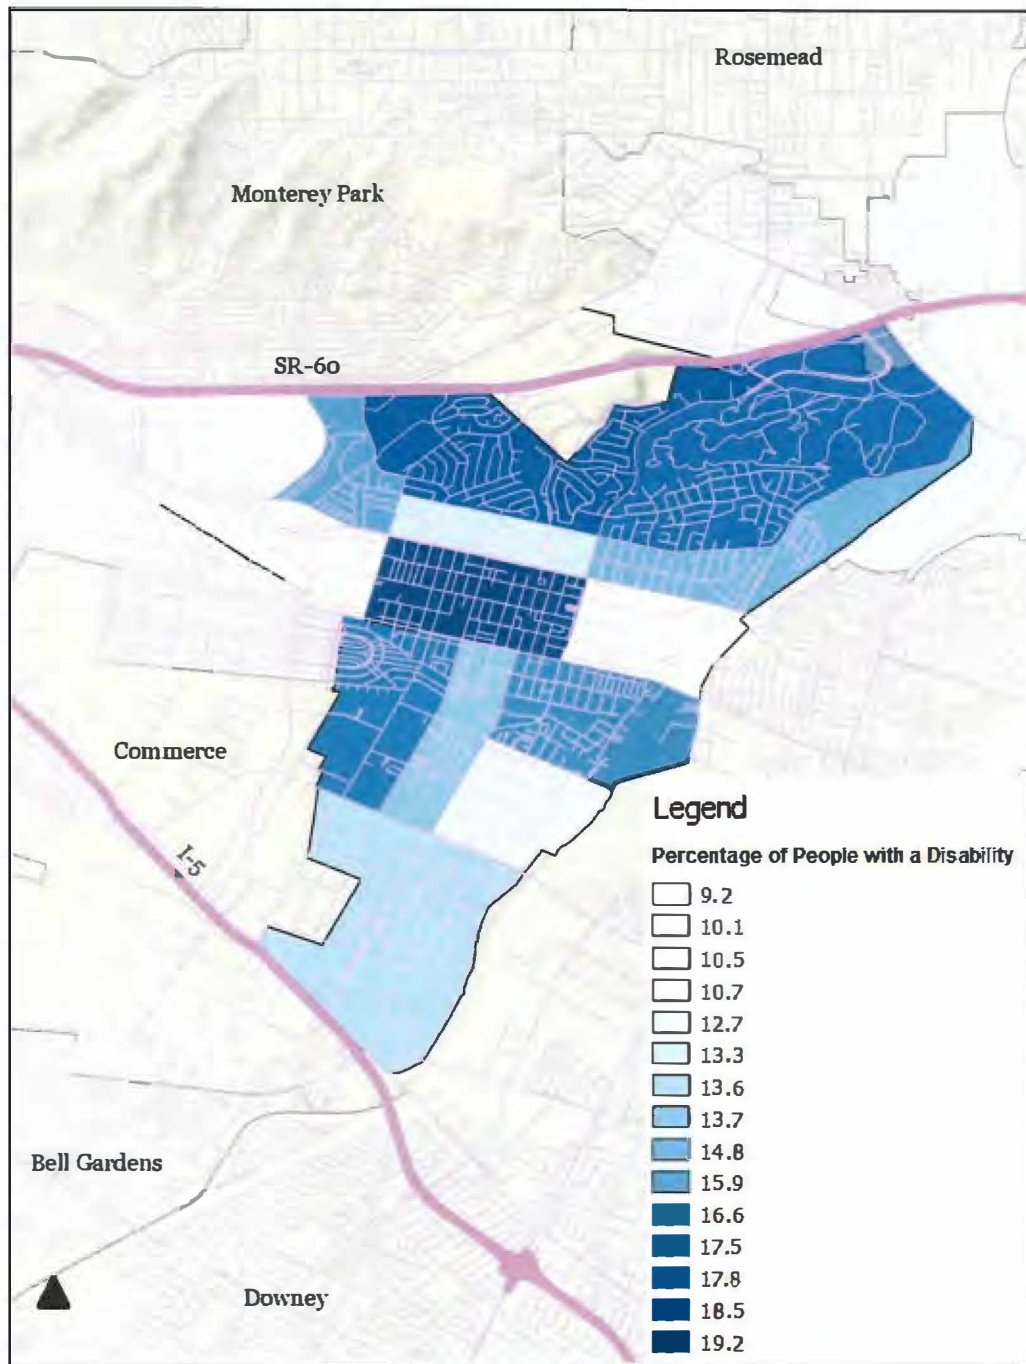 Rosemead
Monterey Park
SR-60
Commerce
I-5
Bell Gardens
Downey
Legend
Percentage of People with a Disability
9.2
10.1
10.5
10.7
12.7
13.3
13.6
13.7
14.8
15.9
16.6
17.5
17.8
18.5
19.2